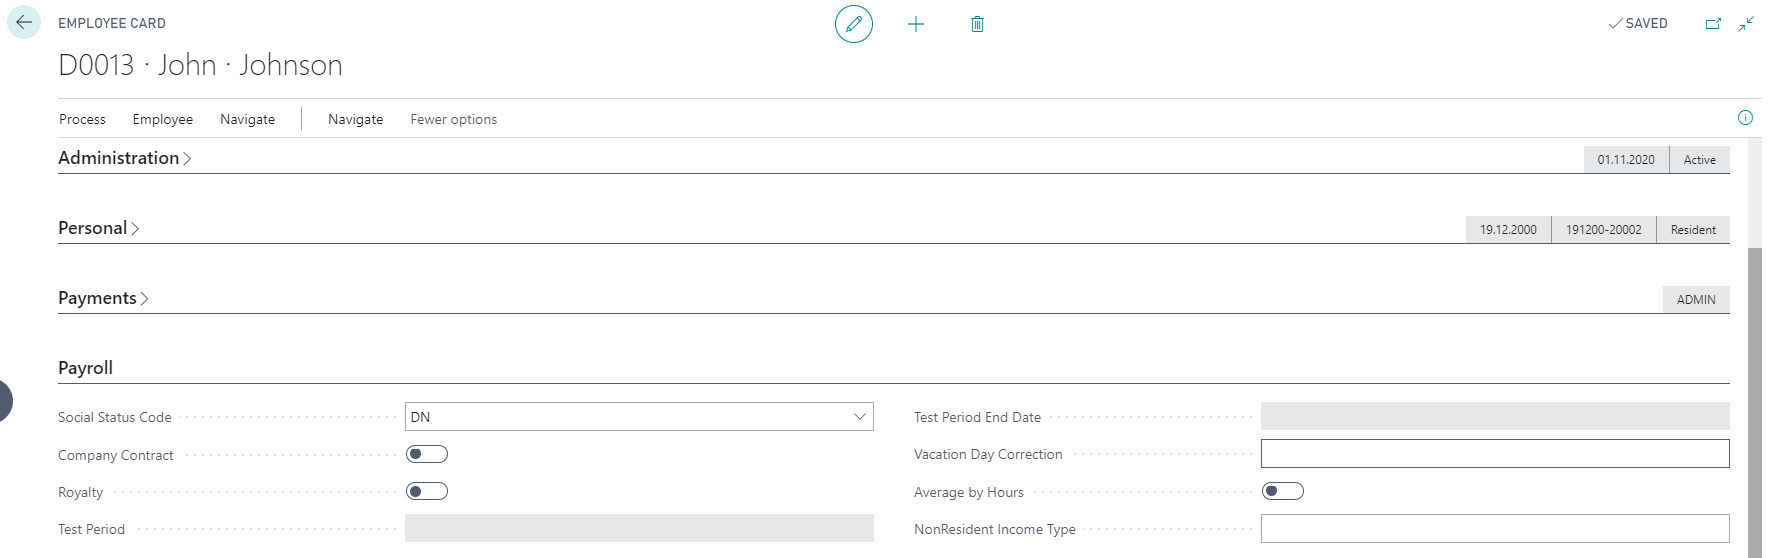 EMPLOYEE CARD
SAVED
D0013 · John · Johnson
Process Employee Navigate Navigate Fewer options
Administration 01.11.2020 Active
Personal 19.12.2000 191200-20002 Resident
Payments ADMIN
Payroll
Social Status Code DN
Test Period End Date
Company Contract
Vacation Day Correction
Royalty
Average by Hours
Test Period
NonResident Income Type